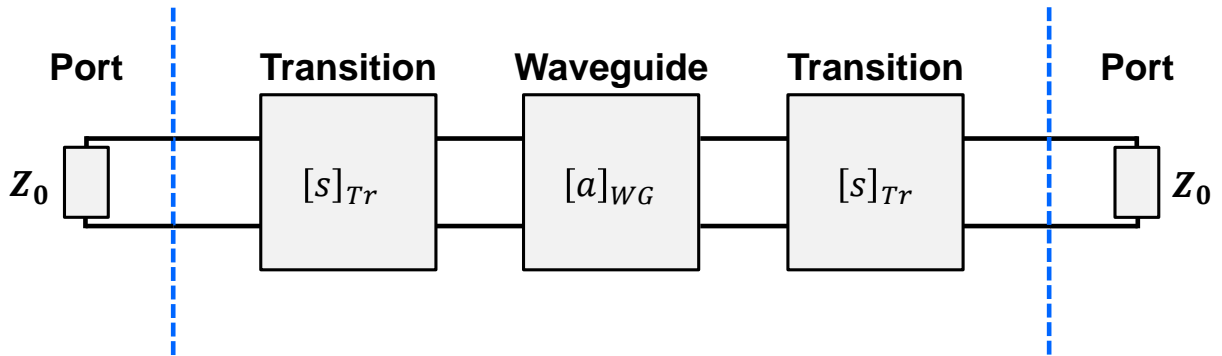 Port Transition Waveguide Transition Port
Z₀ [s]Tr [a]WG [s]Tr Z₀